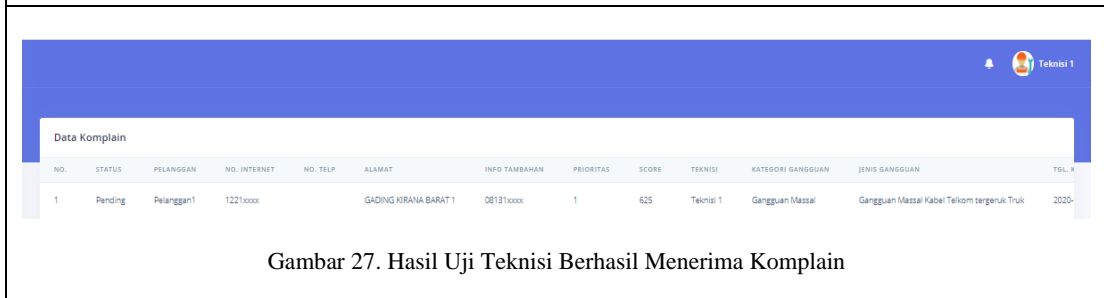 Teknisi 1
Data Komplain
NO. STATUS PELANGGAN NO. INTERNET NO. TELP ALAMAT INFO TAMBAHAN PRIORITAS SCORE TEKNISI KATEGORI GANGGUAN JENIS GANGGUAN TGL.
1 Pending Pelanggan1 1221xxxx GADING KIRANA BARAT 1 08131xxxx 1 625 Teknisi 1 Gangguan Massal Gangguan Massal Kabel Telkom tergeruk Truk 2020-
Gambar 27. Hasil Uji Teknisi Berhasil Menerima Komplain